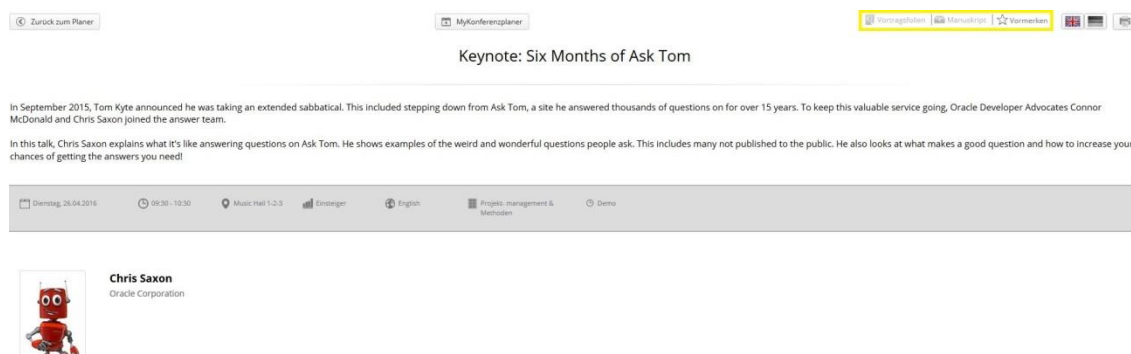 Zurück zum Planer
MyKonferenzplaner
Vortragsfolien Manuskript Vormerken
Keynote: Six Months of Ask Tom
In September 2015, Tom Kyte announced he was taking an extended sabbatical. This included stepping down from Ask Tom, a site he answered thousands of questions on for over 15 years. To keep this valuable service going, Oracle Developer Advocates Connor
McDonald and Chris Saxon joined the answer team.
In this talk, Chris Saxon explains what it's like answering questions on Ask Tom. He shows examples of the weird and wonderful questions people ask. This includes many not published to the public. He also looks at what makes a good question and how to increase your
chances of getting the answers you need!
Dienstag, 26.04.2016 09:30 - 10:30 Music Hall 1-2-3 Einsteiger English Projekt- management & Demo
Methoden
Chris Saxon
Oracle Corporation